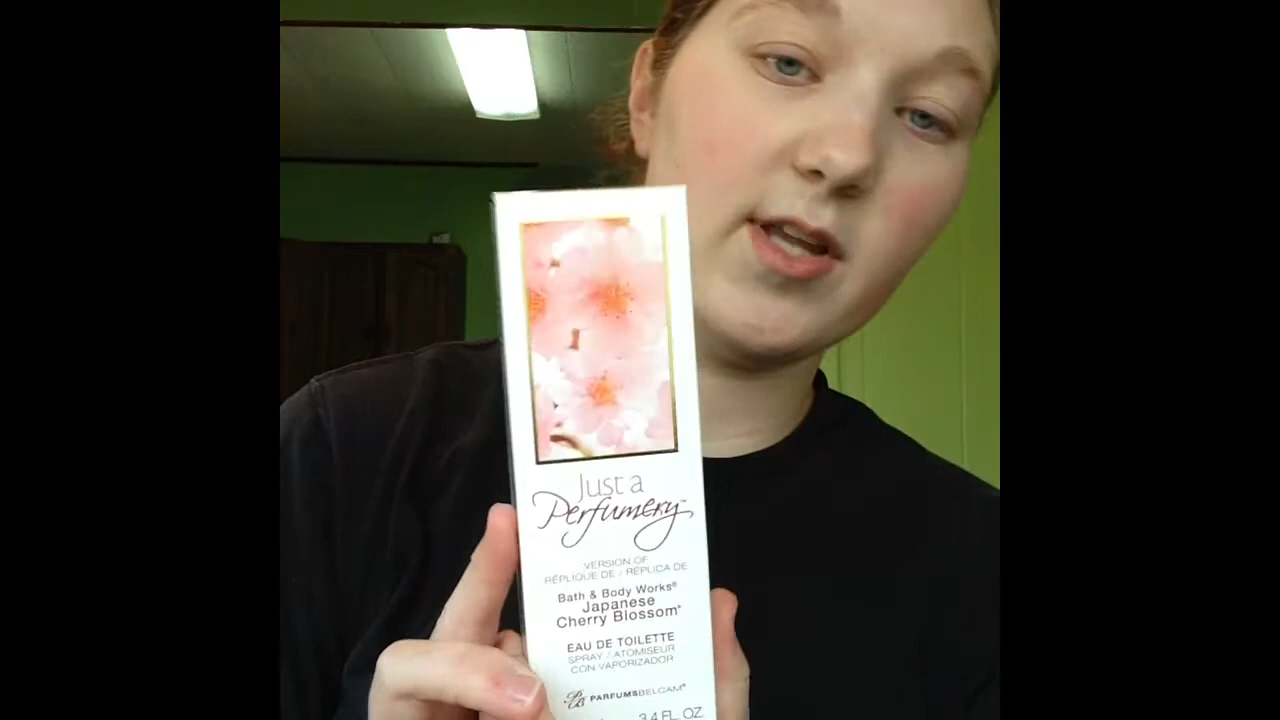 Just a
Perfumery™
VERSION OF
RÉPLIQUE DE / RÉPLICA DE
Bath & Body Works®
Japanese
Cherry Blossom*
EAU DE TOILETTE
SPRAY / ATOMISEUR
CON VAPORIZADOR
PB PARFUMSBELCAM®
3.4 FL. OZ.